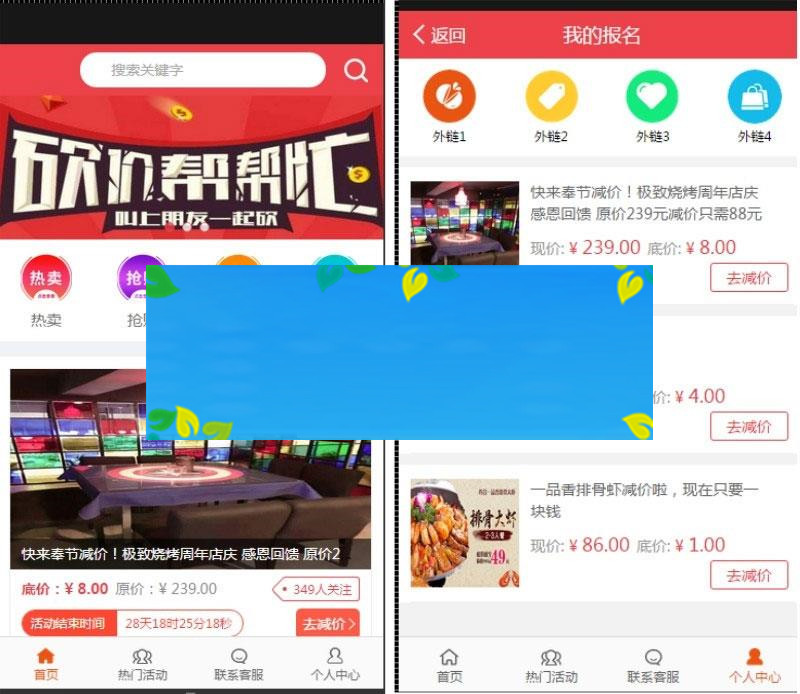 搜索关键字
砍价帮帮忙
叫上朋友一起砍
热卖
热卖
快来奉节减价！极致烧烤周年店庆 感恩回馈 原价2
底价：¥ 8.00 原价：¥ 239.00
349人关注
活动结束时间 28天18时25分18秒
去减价
首页
热门活动
联系客服
个人中心
返回
我的报名
外链1
外链2
外链3
外链4
快来奉节减价！极致烧烤周年店庆
感恩回馈 原价239元减价只需88元
现价: ¥ 239.00 底价: ¥ 8.00
去减价
价: ¥ 4.00
去减价
排骨大虾
2-3人餐
49
一品香排骨虾减价啦，现在只要一
块钱
现价: ¥ 86.00 底价: ¥ 1.00
去减价
首页
热门活动
联系客服
个人中心